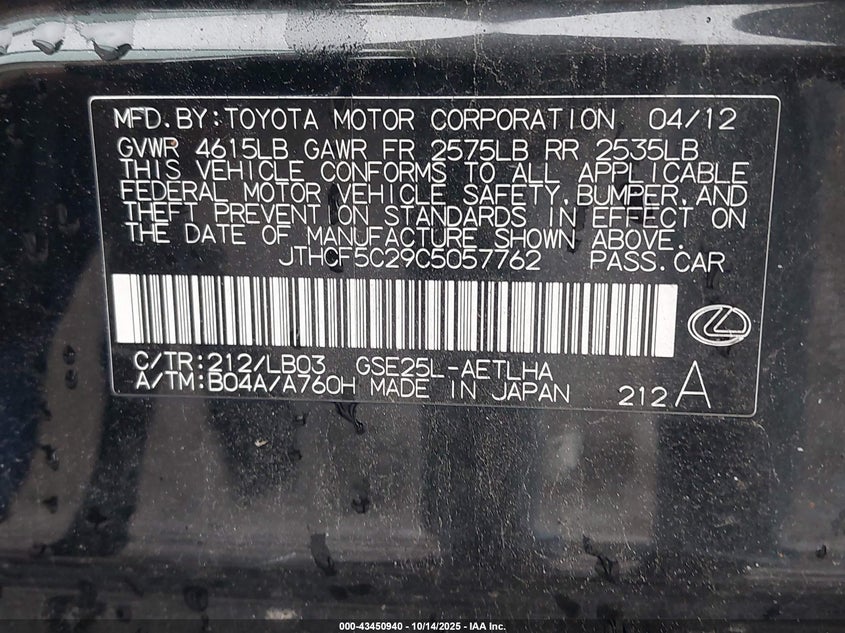 MFD.BY:TOYOTA MOTOR CORPORATION 04/12
GVWR 4615LB GAWR FR 2575LB RR 2535LB
THIS VEHICLE CONFORMS TO ALL APPLICABLE
FEDERAL MOTOR VEHICLE SAFETY,BUMPER,AND
THEFT PREVENTION STANDARDS IN EFFECT ON
THE DATE OF MANUFACTURE SHOWN ABOVE.
JTHCF5C29C5057762 PASS.CAR
C/TR:212/LB03 GSE25L-AETLHA
A/TM:B04A/A760H MADE IN JAPAN 212A
000-43450940 - 10/14/2025 - IAA Inc.